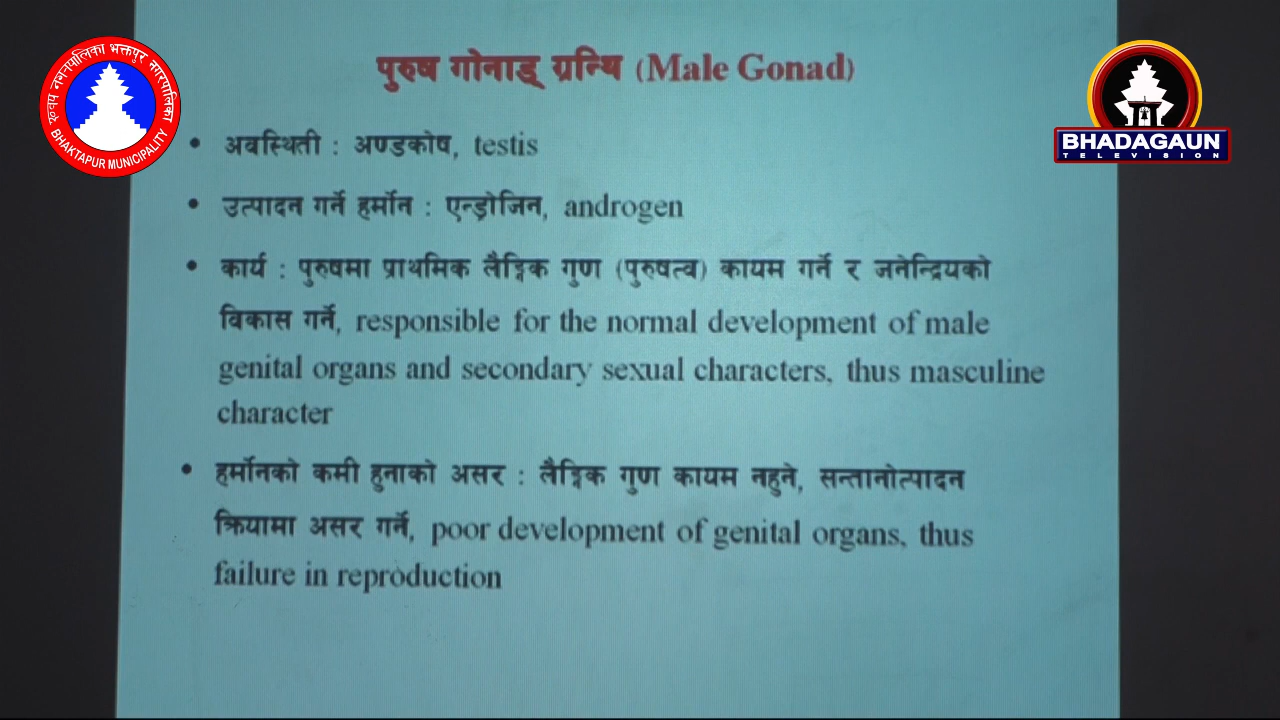 पुरुष गोनाड् ग्रन्थि (Male Gonad)
BHAKTAPUR MUNICIPALITY
BHADAGAUN
TELEVISION
• अवस्थिती : अण्डकोष, testis
• उत्पादन गर्ने हर्मोन : एन्ड्रोजिन, androgen
• कार्य : पुरुषमा प्राथमिक लैङ्गिक गुण (पुरुषत्व) कायम गर्ने र जनेन्द्रियको
विकास गर्ने, responsible for the normal development of male
genital organs and secondary sexual characters, thus masculine
character
• हर्मोनको कमी हुनाको असर : लैङ्गिक गुण कायम नहुने, सन्तानोत्पादन
क्रियामा असर गर्ने, poor development of genital organs, thus
failure in reproduction